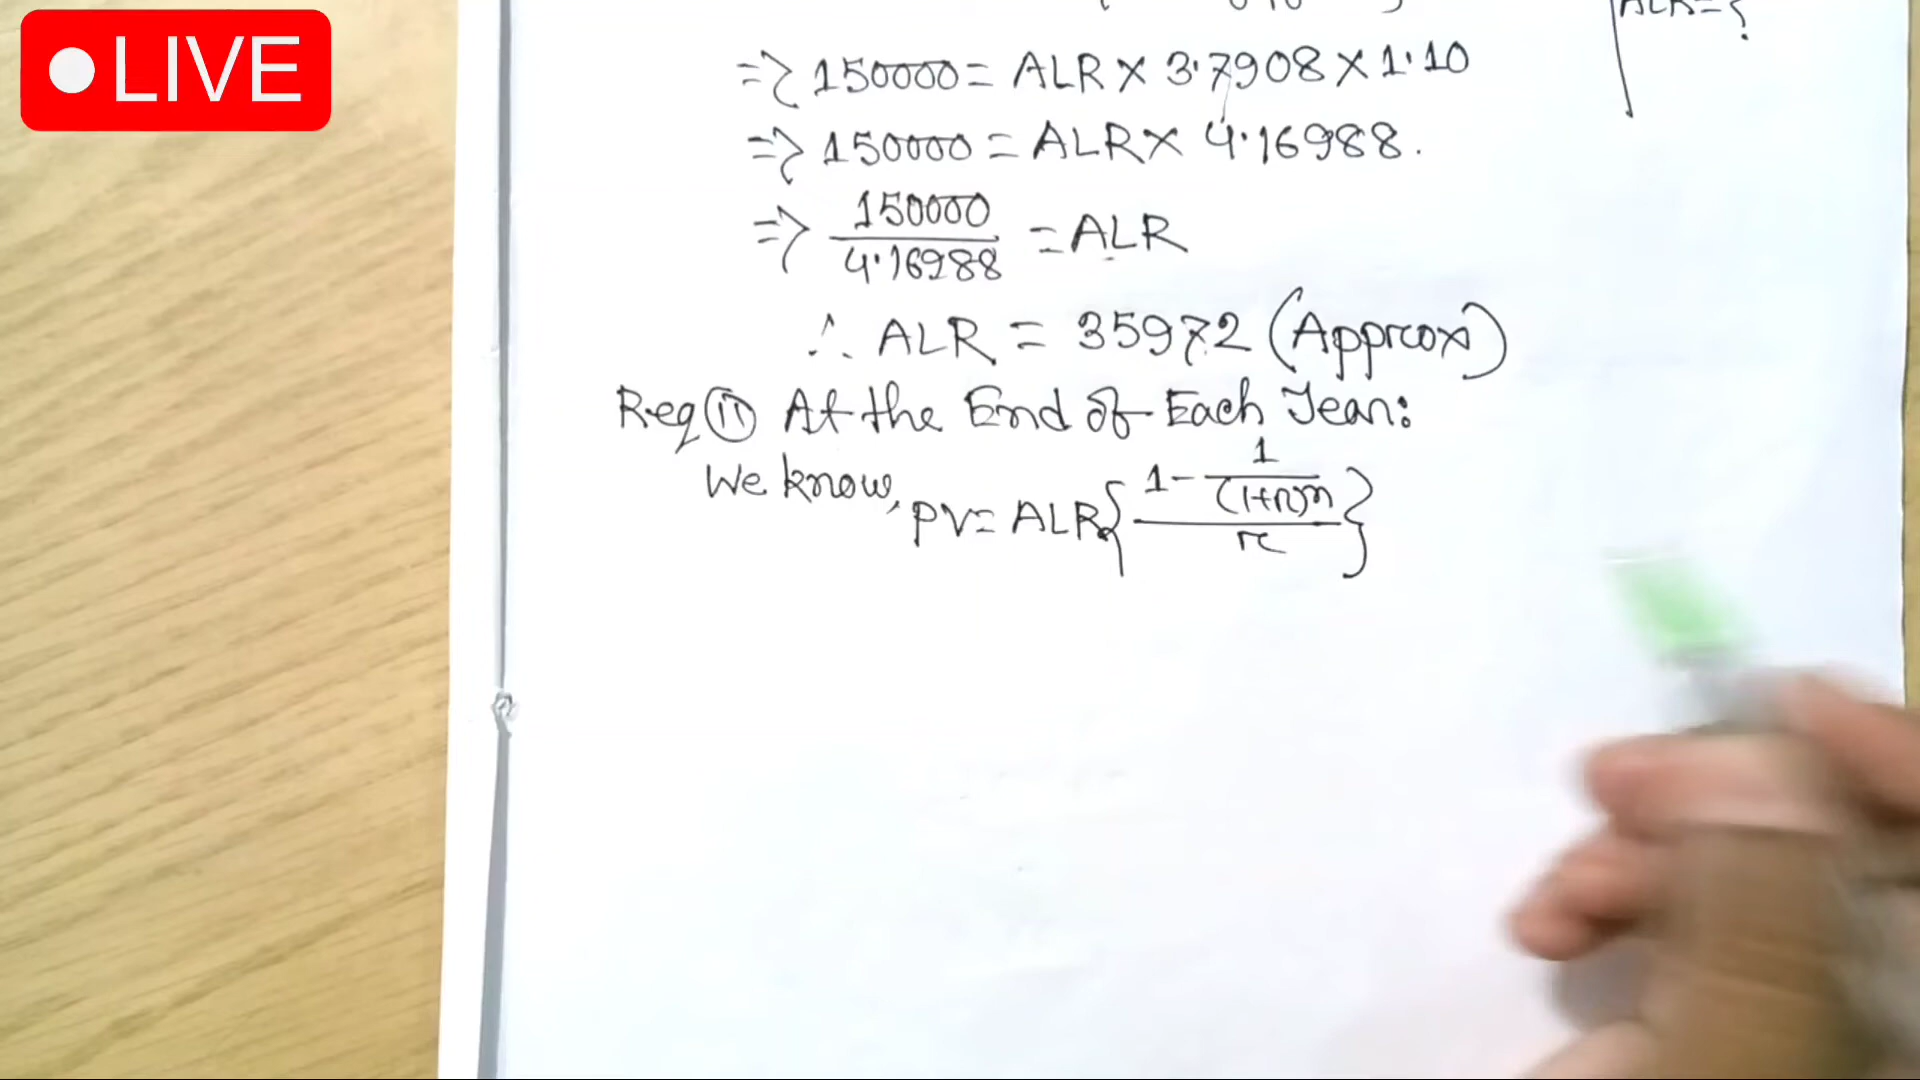 LIVE
ALR=?
=> 150000 = ALR × 3.7908 × 1.10
=> 150000 = ALR × 4.16988.
=> 150000/4.16988 = ALR
∴ ALR = 35972 (Approx)
Req (ii) At the End of Each Year:
We know,
PV = ALR { (1 - 1/(1+r)n) / r }